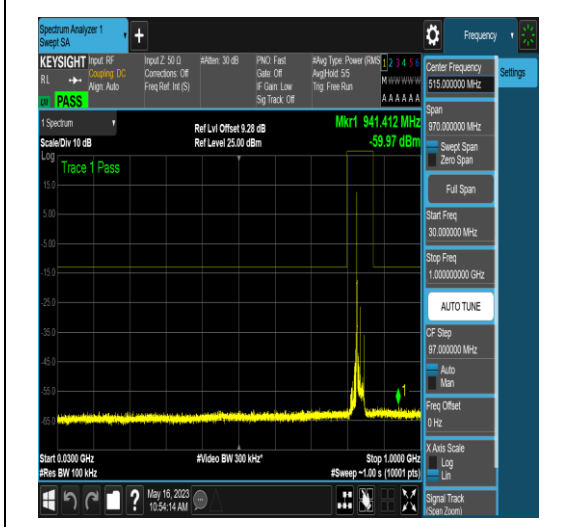 Spectrum Analyzer 1
Swept SA
Frequency
KEYSIGHT
RL
Input: RF
Coupling: DC
Align: Auto
Input Z: 50 Ω
Corrections: Off
Freq Ref: Int (S)
#Atten: 30 dB
PNO: Fast
Gate: Off
IF Gain: Low
Sig Track: Off
#Avg Type: Power (RMS
Avg|Hold: 5/5
Trig: Free Run
1 2 3 4 5 6
M W W W W W
A A A A A A
PASS
1 Spectrum
Scale/Div 10 dB
Ref Lvl Offset 9.28 dB
Ref Level 25.00 dBm
Mkr1 941.412 MHz
-59.97 dBm
Log
Trace 1 Pass
15.0
5.00
-5.00
-15.0
-25.0
-35.0
-45.0
-55.0
-65.0
1
Start 0.0300 GHz
#Res BW 100 kHz
#Video BW 300 kHz*
Stop 1.0000 GHz
#Sweep ~1.00 s (10001 pts)
May 16, 2023
10:54:14 AM
Center Frequency
515.000000 MHz
Settings
Span
970.000000 MHz
Swept Span
Zero Span
Full Span
Start Freq
30.000000 MHz
Stop Freq
1.000000000 GHz
AUTO TUNE
CF Step
97.000000 MHz
Auto
Man
Freq Offset
0 Hz
X Axis Scale
Log
Lin
Signal Track
(Span Zoom)